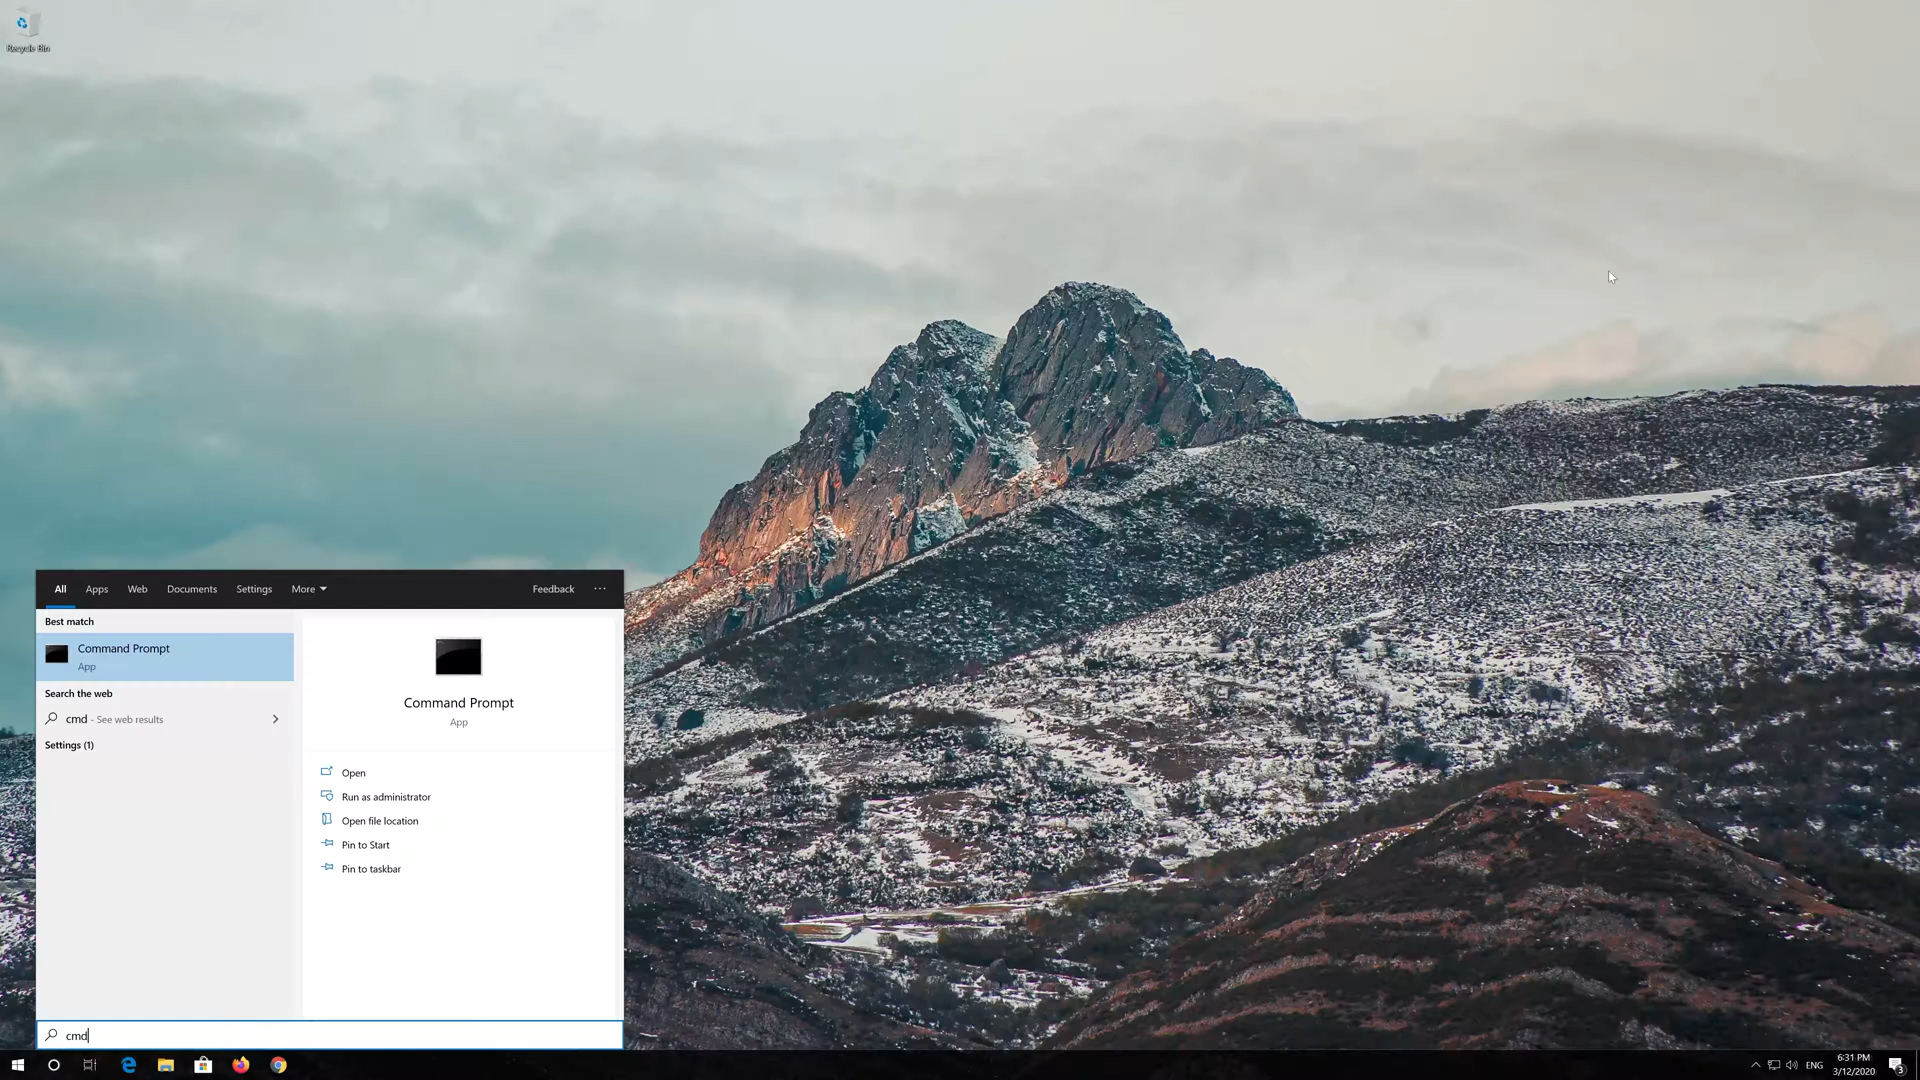 Recycle Bin
All Apps Web Documents Settings More Feedback ...
Best match
Command Prompt
App
Search the web
cmd - See web results
Settings (1)
Command Prompt
App
Open
Run as administrator
Open file location
Pin to Start
Pin to taskbar
cmd
ENG
6:31 PM
3/12/2020
3